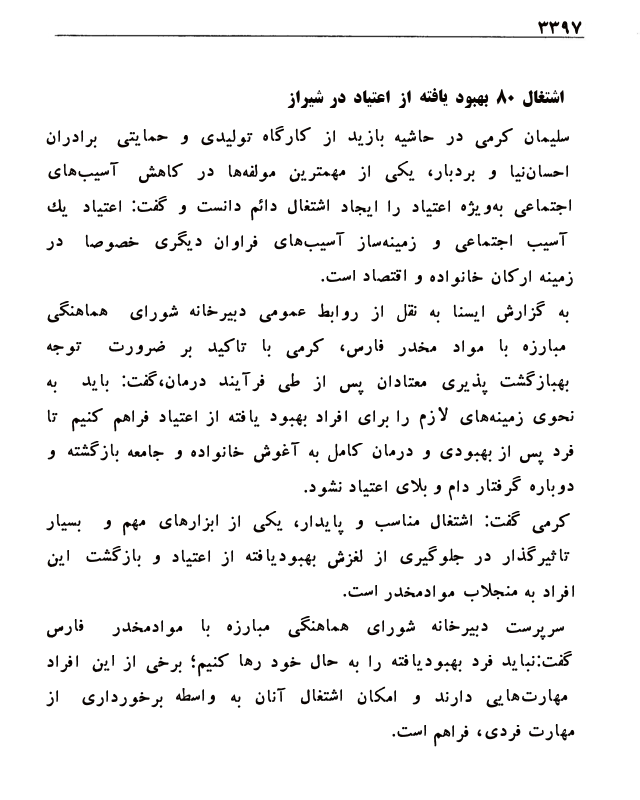 ۳۳۹۷
اشتغال ۸۰ بهبود یافته از اعتیاد در شیراز
سلیمان کرمی در حاشیه بازید از کارگاه تولیدی و حمایتی برادران
احسان‌نیا و بردبار، یکی از مهمترین مولفه‌ها در کاهش آسیب‌های
اجتماعی به‌ویژه اعتیاد را ایجاد اشتغال دائم دانست و گفت: اعتیاد یك
آسیب اجتماعی و زمینه‌ساز آسیب‌های فراوان دیگری خصوصا در
زمینه ارکان خانواده و اقتصاد است.
به گزارش ایسنا به نقل از روابط عمومی دبیرخانه شورای هماهنگی
مبارزه با مواد مخدر فارس، کرمی با تاکید بر ضرورت توجه
بهبازگشت پذیری معتادان پس از طی فرآیند درمان،گفت: باید به
نحوی زمینه‌های لازم را برای افراد بهبود یافته از اعتیاد فراهم کنیم تا
فرد پس از بهبودی و درمان کامل به آغوش خانواده و جامعه بازگشته و
دوباره گرفتار دام و بلای اعتیاد نشود.
کرمی گفت: اشتغال مناسب و پایدار، یکی از ابزارهای مهم و بسیار
تاثیرگذار در جلوگیری از لغزش بهبودیافته از اعتیاد و بازگشت این
افراد به منجلاب موادمخدر است.
سرپرست دبیرخانه شورای هماهنگی مبارزه با موادمخدر فارس
گفت:نباید فرد بهبودیافته را به حال خود رها کنیم؛ برخی از این افراد
مهارت‌هایی دارند و امکان اشتغال آنان به واسطه برخورداری از
مهارت فردی، فراهم است.